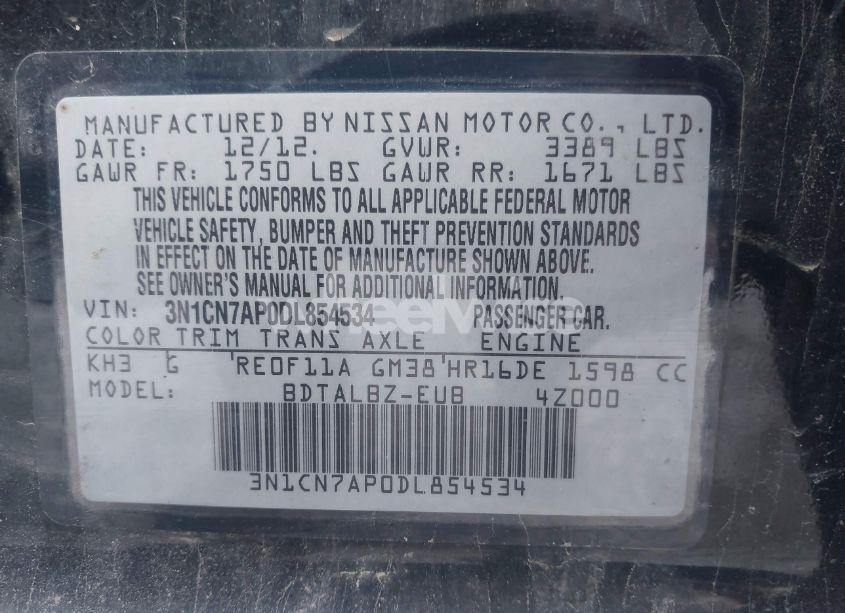 MANUFACTURED BY NISSAN MOTOR CO., LTD.
DATE: 12/12. GVWR: 3389 LBS
GAWR FR: 1750 LBS GAWR RR: 1671 LBS
THIS VEHICLE CONFORMS TO ALL APPLICABLE FEDERAL MOTOR
VEHICLE SAFETY, BUMPER AND THEFT PREVENTION STANDARDS
IN EFFECT ON THE DATE OF MANUFACTURE SHOWN ABOVE.
SEE OWNER'S MANUAL FOR ADDITIONAL INFORMATION.
VIN: 3N1CN7AP0DL854534 PASSENGER CAR.
COLOR TRIM TRANS AXLE ENGINE
KH3 G RE0F11A GM38 HR16DE 1598 CC
MODEL: BDTALBZ-EUB 4Z000
3N1CN7AP0DL854534